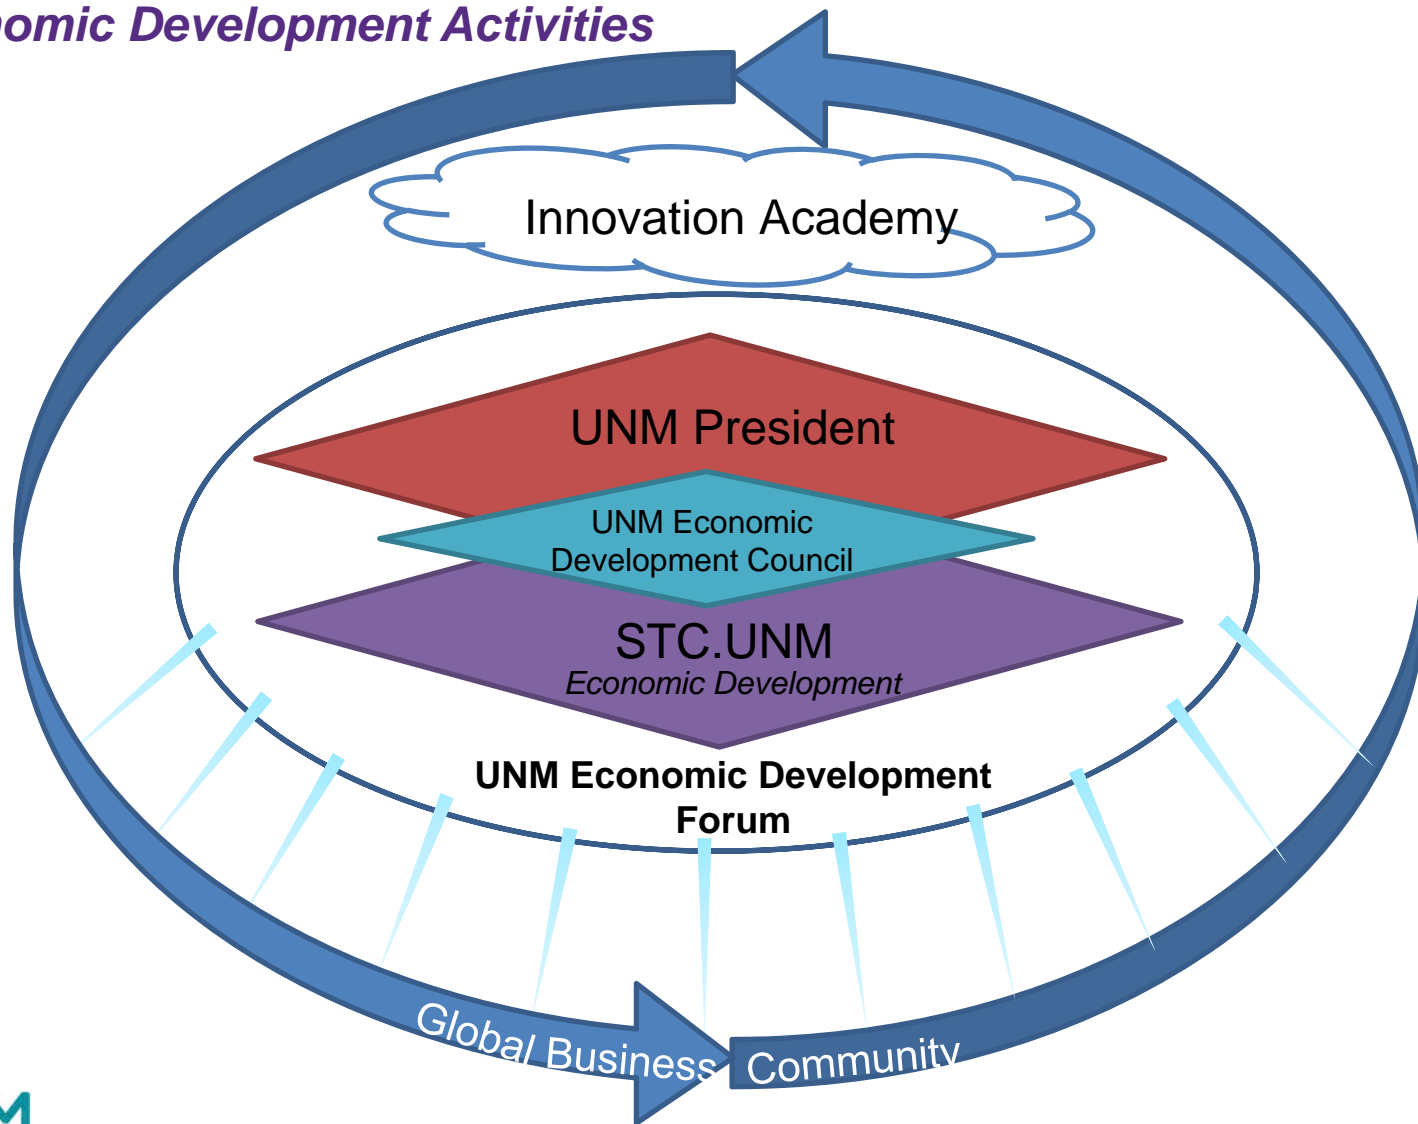 nomic Development Activities
Innovation Academy
UNM President
UNM Economic
Development Council
STC.UNM
Economic Development
UNM Economic Development
Forum
Global Business Community